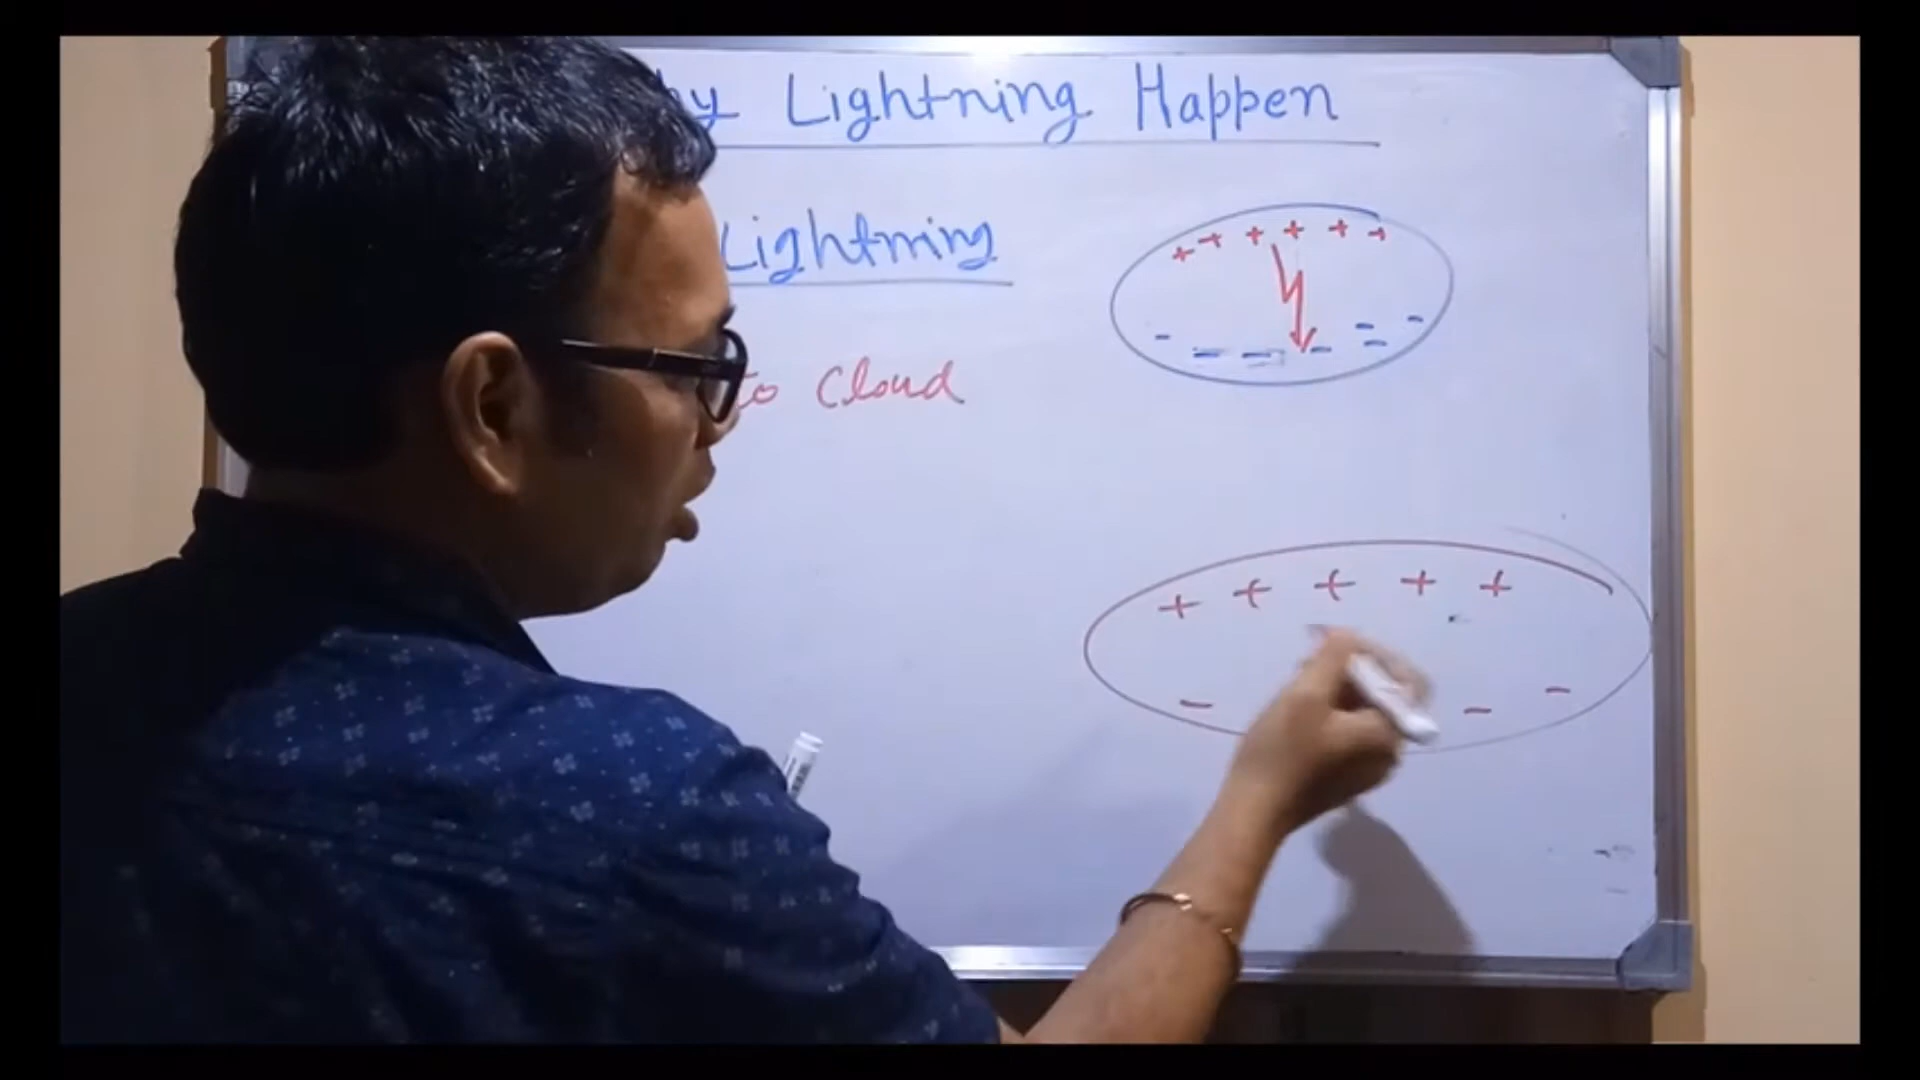 Lightning Happen
Lightning
+ + + + + +
- - - - - - -
to Cloud
+ + + + +
- - -